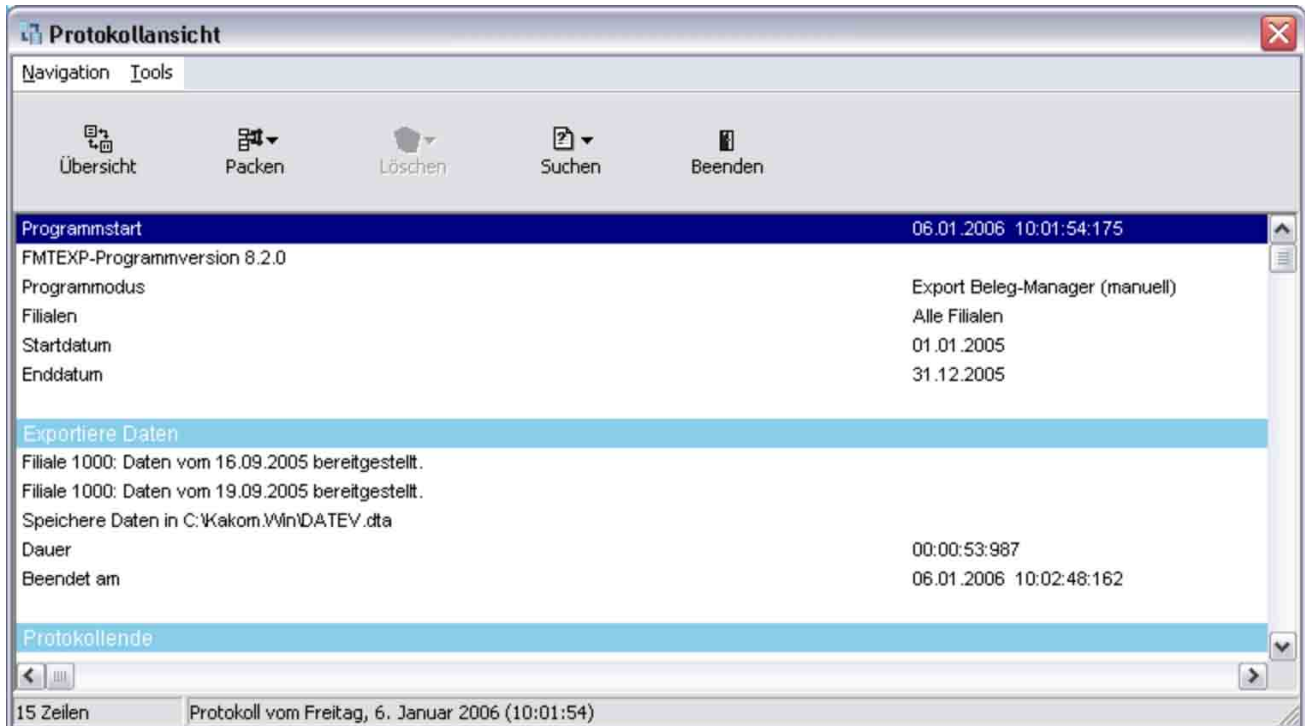 Protokollansicht
Navigation Tools
Übersicht Packen Löschen Suchen Beenden
Programmstart 06.01.2006 10:01:54:175
FMTEXP-Programmversion 8.2.0
Programmodus Export Beleg-Manager (manuell)
Filialen Alle Filialen
Startdatum 01.01.2005
Enddatum 31.12.2005
Exportiere Daten
Filiale 1000: Daten vom 16.09.2005 bereitgestellt.
Filiale 1000: Daten vom 19.09.2005 bereitgestellt.
Speichere Daten in C:\Kakom.Win\DATEV.dta
Dauer 00:00:53:987
Beendet am 06.01.2006 10:02:48:162
Protokollende
15 Zeilen Protokoll vom Freitag, 6. Januar 2006 (10:01:54)